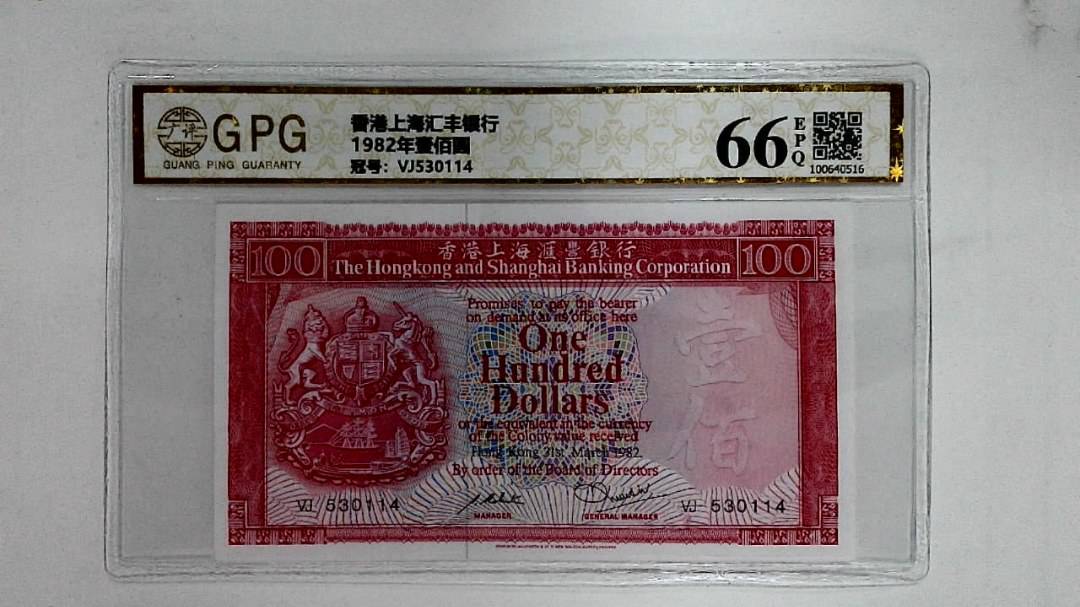 广评
GPG
GUANG PING GUARANTY
香港上海汇丰银行
1982年壹佰圆
冠号：VJ530114
66
EPQ
100640516
香港上海滙豐銀行
100
The Hongkong and Shanghai Banking Corporation
100
Promises to pay the bearer
on demand at its office here
One
Hundred
Dollars
or the equivalent in the currency
of the Colony value received
Hong Kong 31st March 1982.
By order of the Board of Directors
壹
佰
VJ 530114
MANAGER
GENERAL MANAGER
VJ 530114